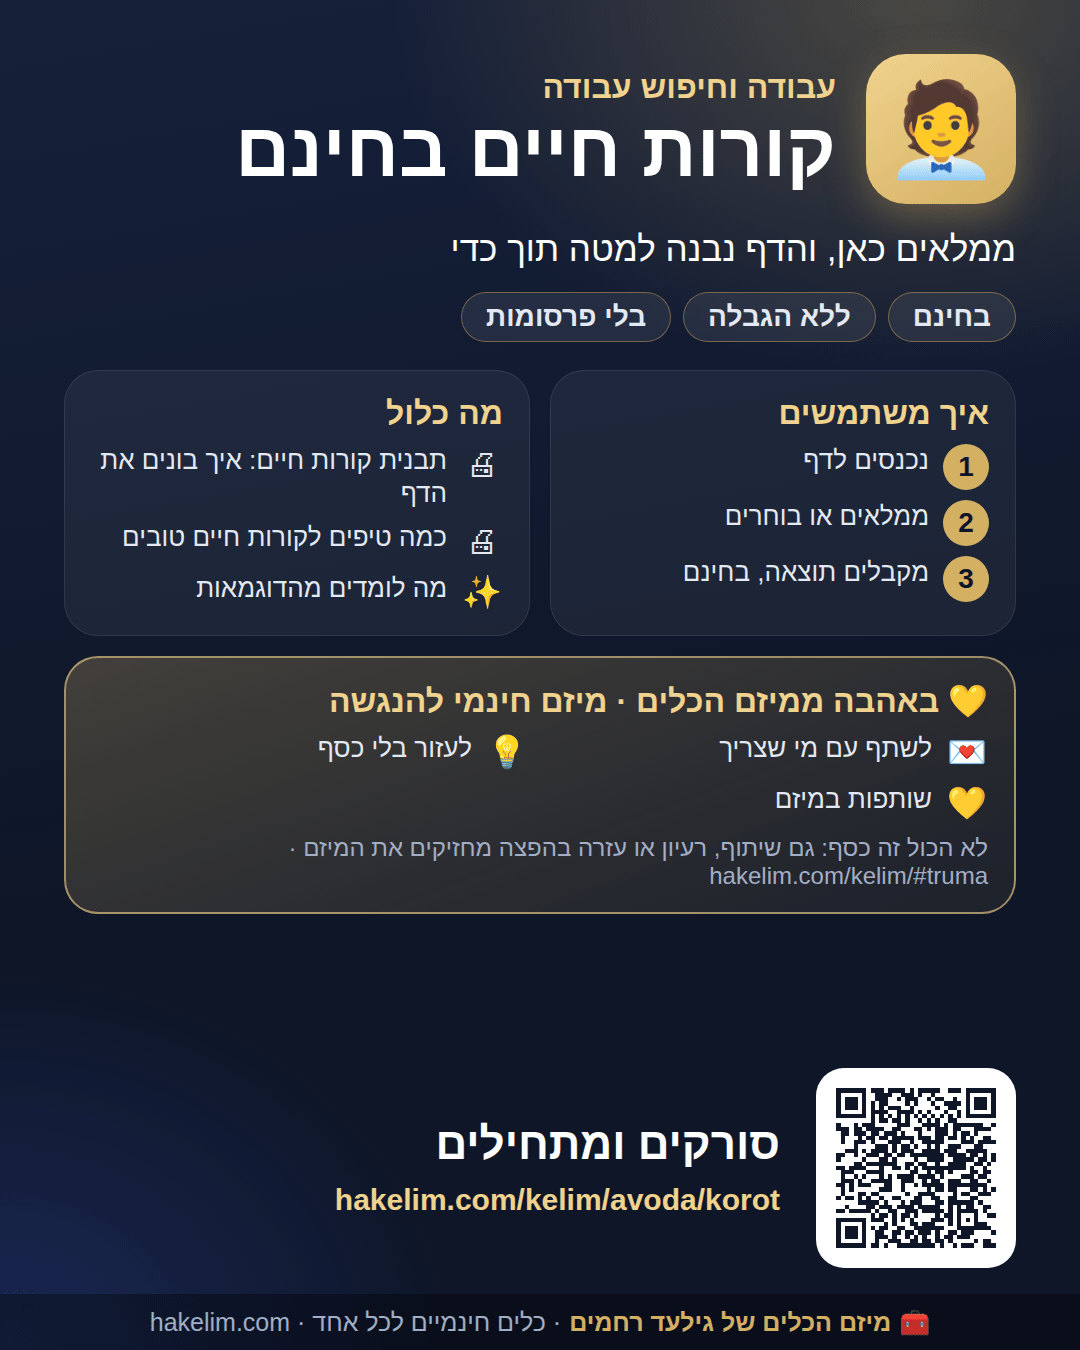 עבודה וחיפוש עבודה
קורות חיים בחינם
ממלאים כאן, והדף נבנה למטה תוך כדי
בחינם
ללא הגבלה
בלי פרסומות
איך משתמשים
1 נכנסים לדף
2 ממלאים או בוחרים
3 מקבלים תוצאה, בחינם
מה כלול
תבנית קורות חיים: איך בונים את
הדף
כמה טיפים לקורות חיים טובים
מה לומדים מהדוגמאות
באהבה ממיזם הכלים · מיזם חינמי להנגשה
לשתף עם מי שצריך
לעזור בלי כסף
שותפות במיזם
לא הכול זה כסף: גם שיתוף, רעיון או עזרה בהפצה מחזיקים את המיזם ·
hakelim.com/kelim/#truma
סורקים ומתחילים
hakelim.com/kelim/avoda/korot
מיזם הכלים של גילעד רחמים · כלים חינמיים לכל אחד · hakelim.com